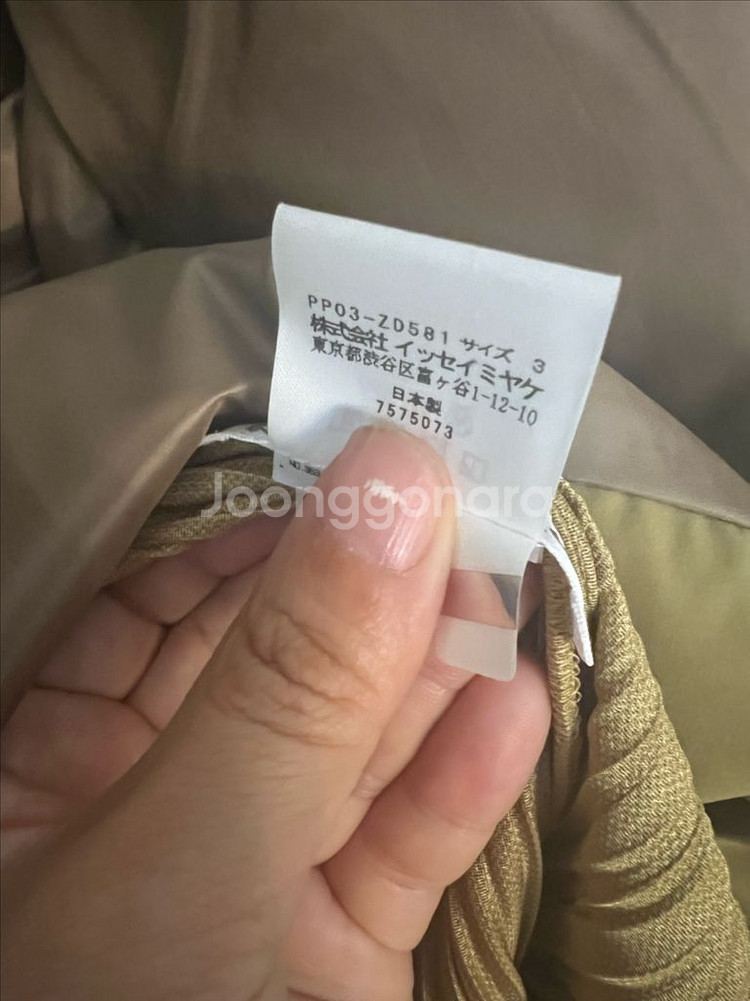 PP03-ZD581 サイズ 3
株式会社 イッセイミヤケ
東京都渋谷区富ヶ谷1-12-10
日本製
7575073
Joonggonara